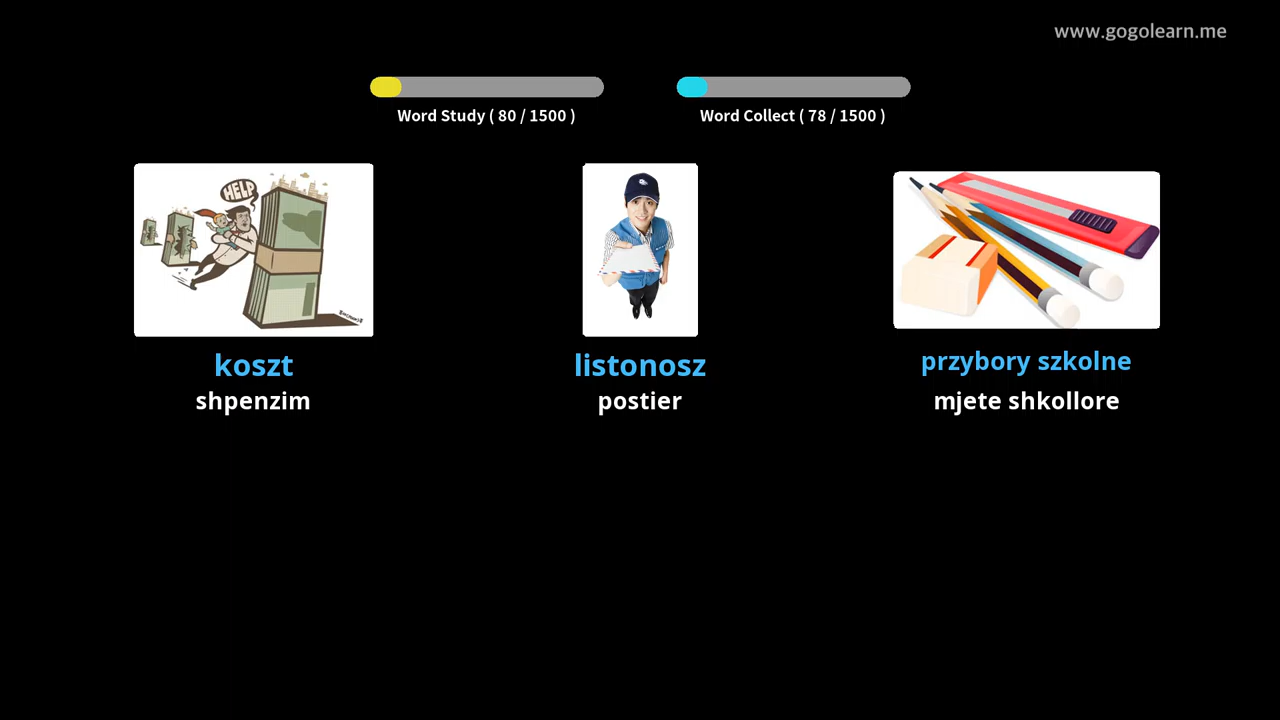 www.gogolearn.me
Word Study ( 80 / 1500 )
Word Collect ( 78 / 1500 )
HELP
koszt
listonosz
przybory szkolne
shpenzim
postier
mjete shkollore